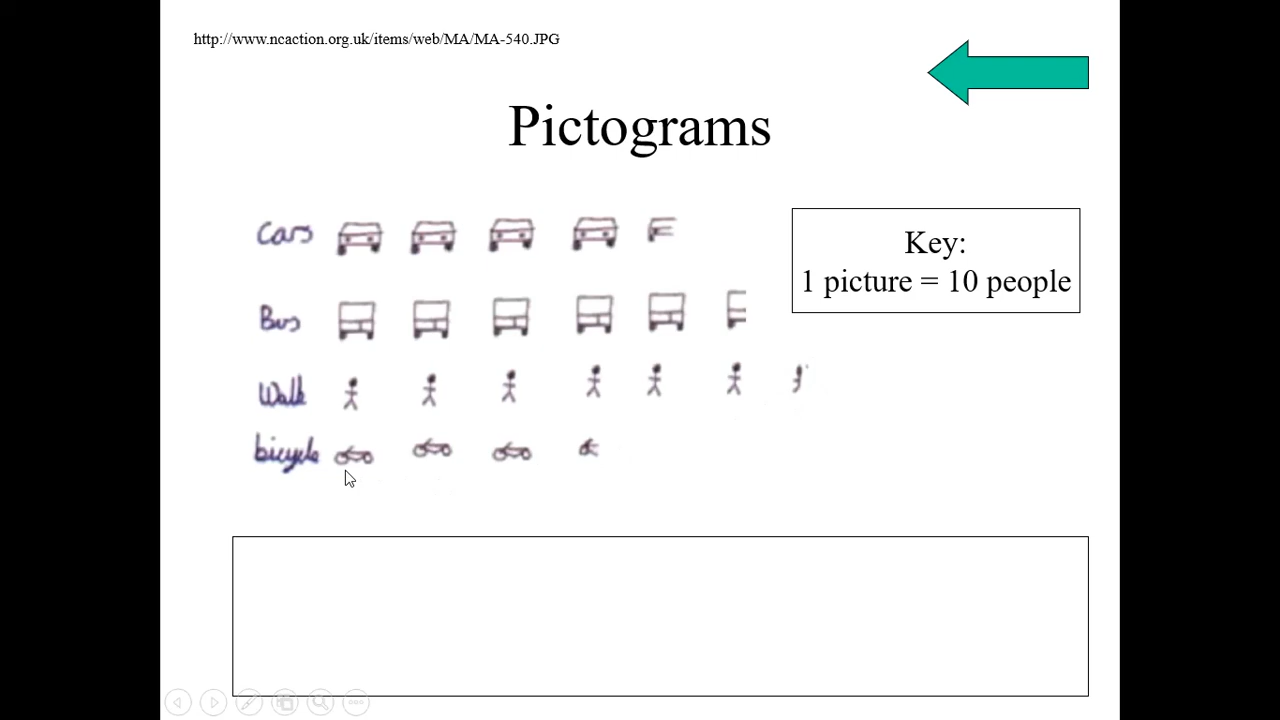 http://www.ncaction.org.uk/items/web/MA/MA-540.JPG
Pictograms
Cars
Key:
1 picture = 10 people
Bus
Walk
bicycle